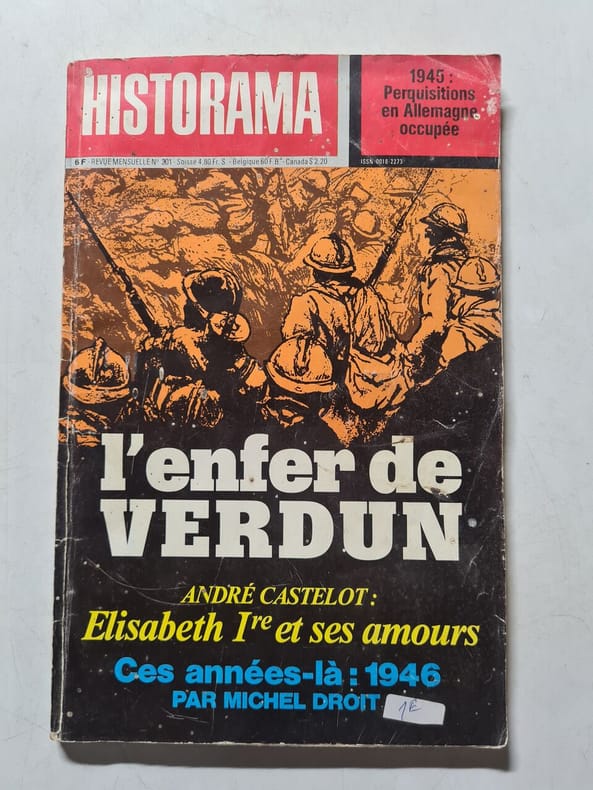 HISTORAMA
1945 :
Perquisitions
en Allemagne
occupée
6 F - REVUE MENSUELLE N° 301 - Suisse 4,80 Fr. S. - Belgique 60 F.B. - Canada $ 2.20
ISSN-0018-2273
l'enfer de
VERDUN
ANDRÉ CASTELOT :
Elisabeth Ire et ses amours
Ces années-là : 1946
PAR MICHEL DROIT
1€